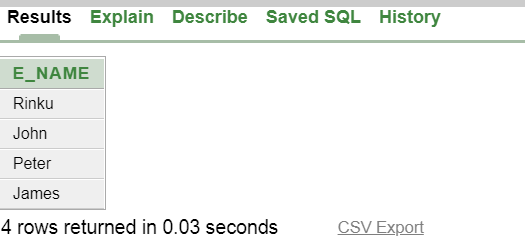 Results Explain Describe Saved SQL History
E_NAME
Rinku
John
Peter
James
4 rows returned in 0.03 seconds CSV Export